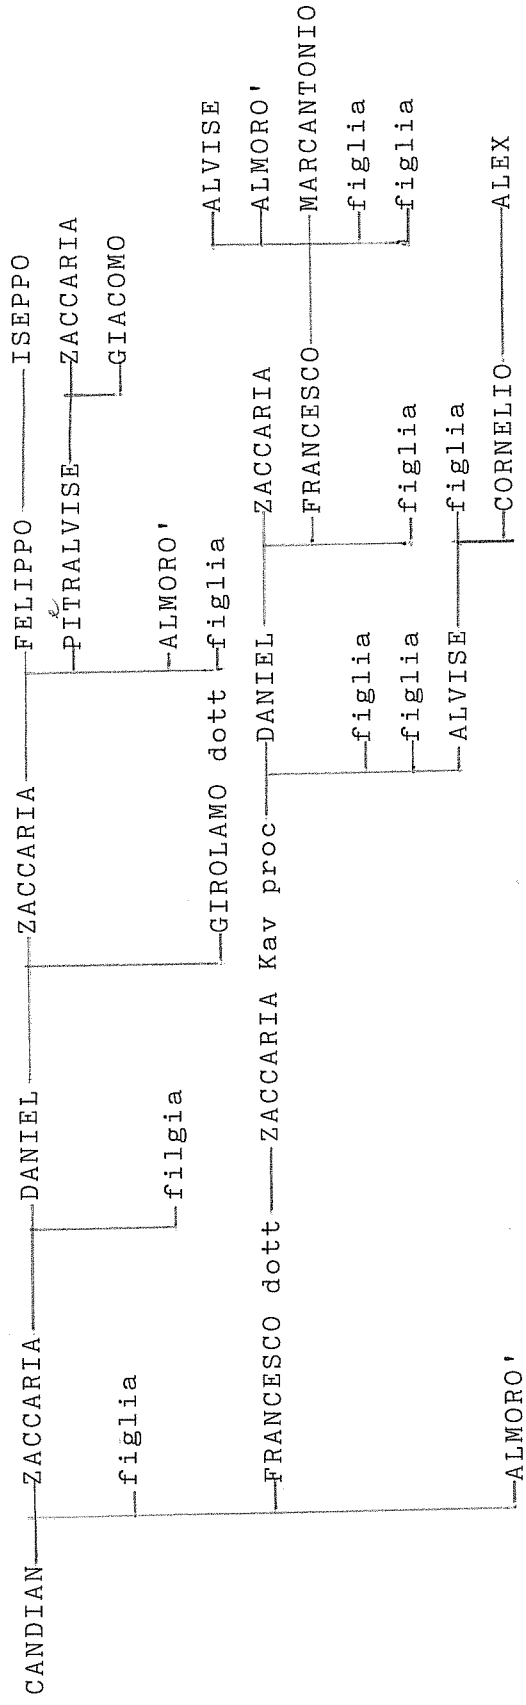 CANDIAN ZACCARIA DANIEL ZACCARIA FELIPPO ISEPPO
e
PITRALVISE ZACCARIA
figlia GIACOMO
filgia ALMORO'
GIROLAMO dott figlia ALVISE
FRANCESCO dott ZACCARIA Kav proc DANIEL ZACCARIA ALMORO'
FRANCESCO MARCANTONIO
figlia figlia
figlia figlia figlia
ALVISE figlia
ALMORO' CORNELIO ALEX